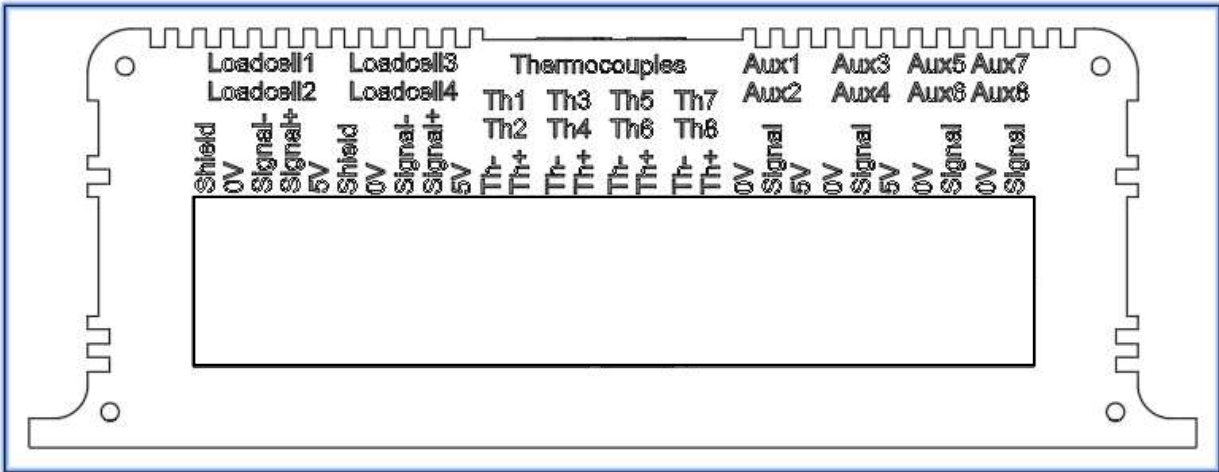 Loadcell1 Loadcell3 Thermocouples Aux1 Aux3 Aux5 Aux7
Loadcell2 Loadcell4 Th1 Th3 Th5 Th7 Aux2 Aux4 Aux6 Aux8
Th2 Th4 Th6 Th8
Shield 0V Signal- Signal+ 5V Shield 0V Signal- Signal+ 5V Th- Th+ Th- Th+ Th- Th+ Th- Th+ 0V Signal 5V 0V Signal 5V 0V Signal 0V Signal